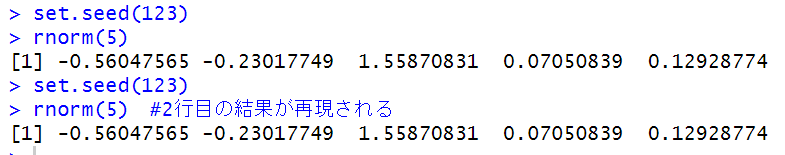 > set.seed(123)
> rnorm(5)
[1] -0.56047565 -0.23017749  1.55870831  0.07050839  0.12928774
> set.seed(123)
> rnorm(5)  #2行目の結果が再現される
[1] -0.56047565 -0.23017749  1.55870831  0.07050839  0.12928774
>